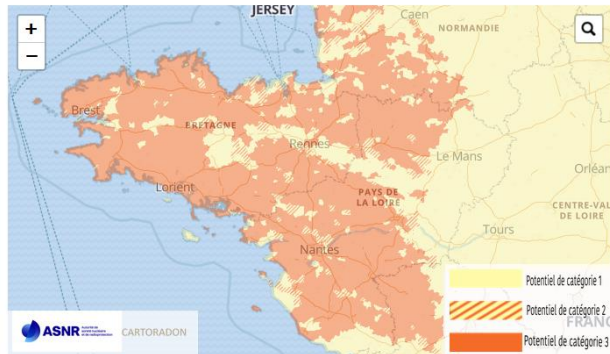 JERSEY
Caen
NORMANDIE
+
−
Brest
BRETAGNE
Rennes
Le Mans
Orléan
Lorient
PAYS DE
LA LOIRE
CENTRE-VAL
DE LOIRE
Tours
Nantes
Potentiel de catégorie 1
Potentiel de catégorie 2
FRANC
Potentiel de catégorie 3
ASNR
CARTORADON